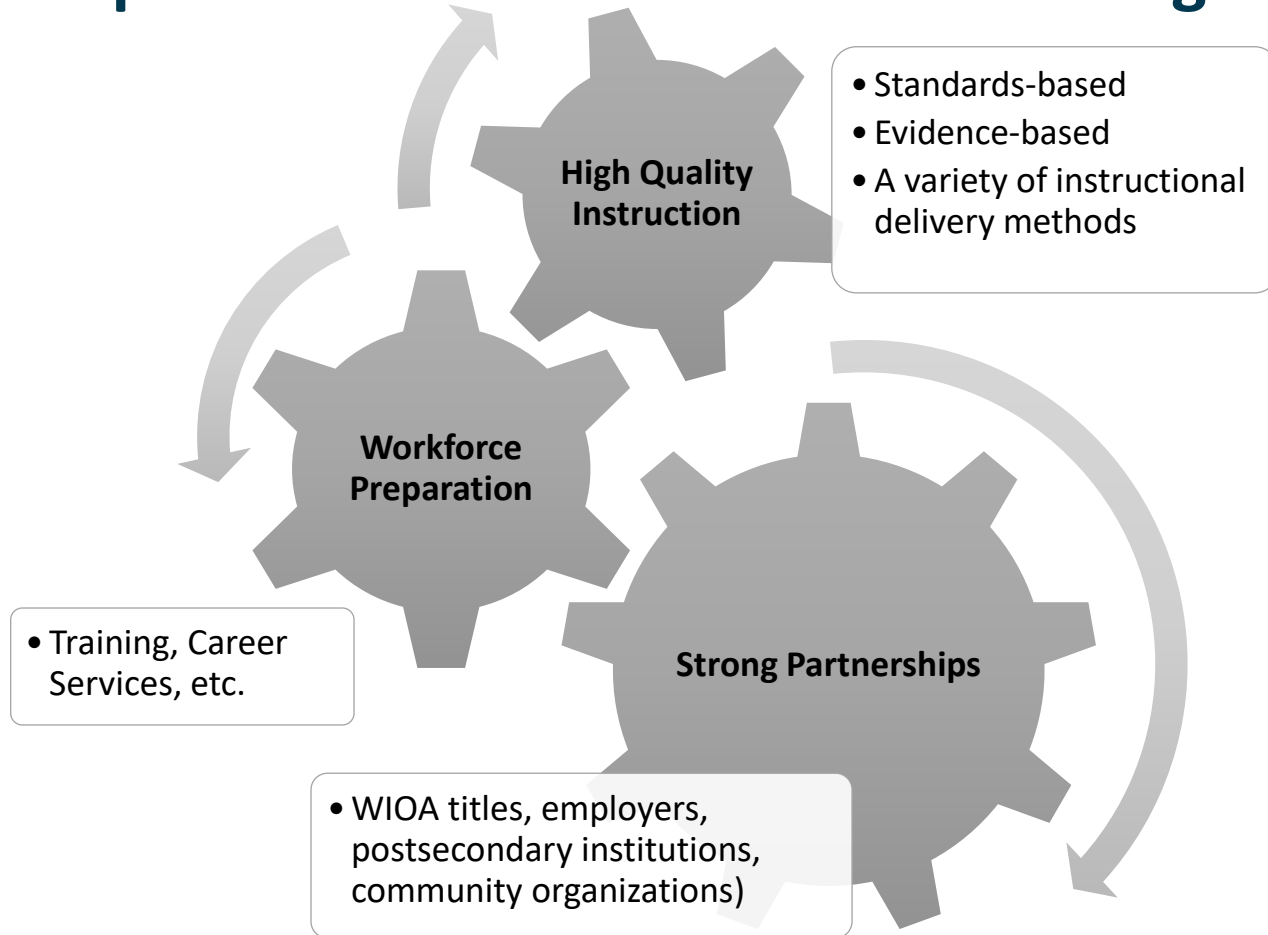 High Quality
Instruction
• Standards-based
• Evidence-based
• A variety of instructional
delivery methods
Workforce
Preparation
• Training, Career
Services, etc.
Strong Partnerships
• WIOA titles, employers,
postsecondary institutions,
community organizations)